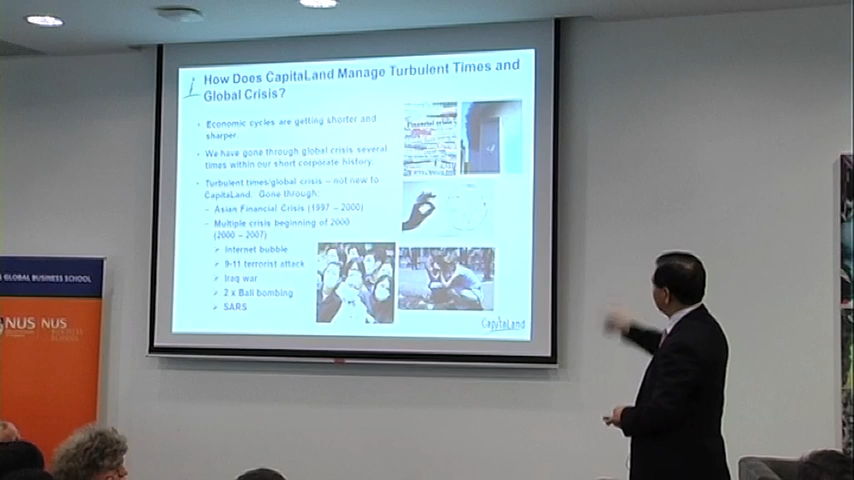 How Does CapitaLand Manage Turbulent Times and
Global Crisis?
Economic cycles are getting shorter and
sharper.
We have gone through global crisis several
times within our short corporate history.
Turbulent times/global crisis – not new to
CapitaLand. Gone through:
– Asian Financial Crisis (1997 – 2000)
– Multiple crisis beginning of 2000
(2000 – 2007)
➢ Internet bubble
➢ 9-11 terrorist attack
➢ Iraq war
➢ 2 x Bali bombing
➢ SARS
Financial crisis
CapitaLand
GLOBAL BUSINESS SCHOOL
NUS NUS